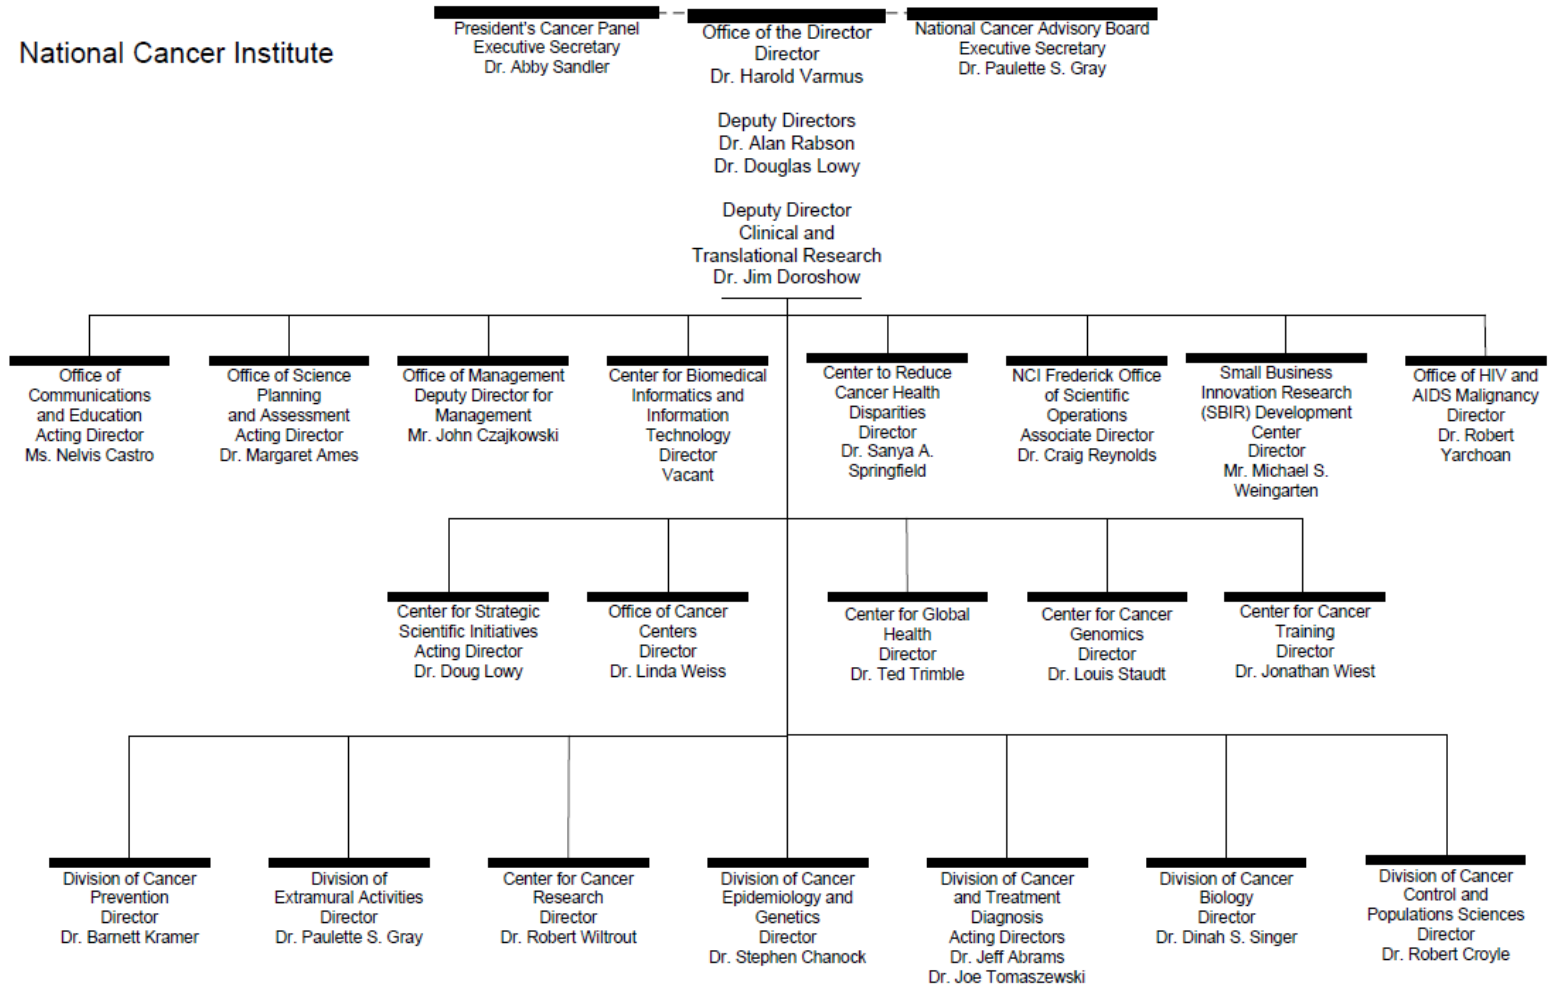 National Cancer Institute
President's Cancer Panel
Executive Secretary
Dr. Abby Sandler
Office of the Director
Director
Dr. Harold Varmus
Deputy Directors
Dr. Alan Rabson
Dr. Douglas Lowy
Deputy Director
Clinical and
Translational Research
Dr. Jim Doroshow
National Cancer Advisory Board
Executive Secretary
Dr. Paulette S. Gray
Office of
Communications
and Education
Acting Director
Ms. Nelvis Castro
Office of Science
Planning
and Assessment
Acting Director
Dr. Margaret Ames
Office of Management
Deputy Director for
Management
Mr. John Czajkowski
Center for Biomedical
Informatics and
Information
Technology
Director
Vacant
Center to Reduce
Cancer Health
Disparities
Director
Dr. Sanya A.
Springfield
NCI Frederick Office
of Scientific
Operations
Associate Director
Dr. Craig Reynolds
Small Business
Innovation Research
(SBIR) Development
Center
Director
Mr. Michael S.
Weingarten
Office of HIV and
AIDS Malignancy
Director
Dr. Robert
Yarchoan
Center for Strategic
Scientific Initiatives
Acting Director
Dr. Doug Lowy
Office of Cancer
Centers
Director
Dr. Linda Weiss
Center for Global
Health
Director
Dr. Ted Trimble
Center for Cancer
Genomics
Director
Dr. Louis Staudt
Center for Cancer
Training
Director
Dr. Jonathan Wiest
Division of Cancer
Prevention
Director
Dr. Barnett Kramer
Division of
Extramural Activities
Director
Dr. Paulette S. Gray
Center for Cancer
Research
Director
Dr. Robert Wiltrout
Division of Cancer
Epidemiology and
Genetics
Director
Dr. Stephen Chanock
Division of Cancer
and Treatment
Diagnosis
Acting Directors
Dr. Jeff Abrams
Dr. Joe Tomaszewski
Division of Cancer
Biology
Director
Dr. Dinah S. Singer
Division of Cancer
Control and
Populations Sciences
Director
Dr. Robert Croyle